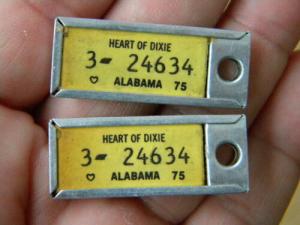 HEART OF DIXIE
3-24634
♡ ALABAMA 75
HEART OF DIXIE
3-24634
♡ ALABAMA 75